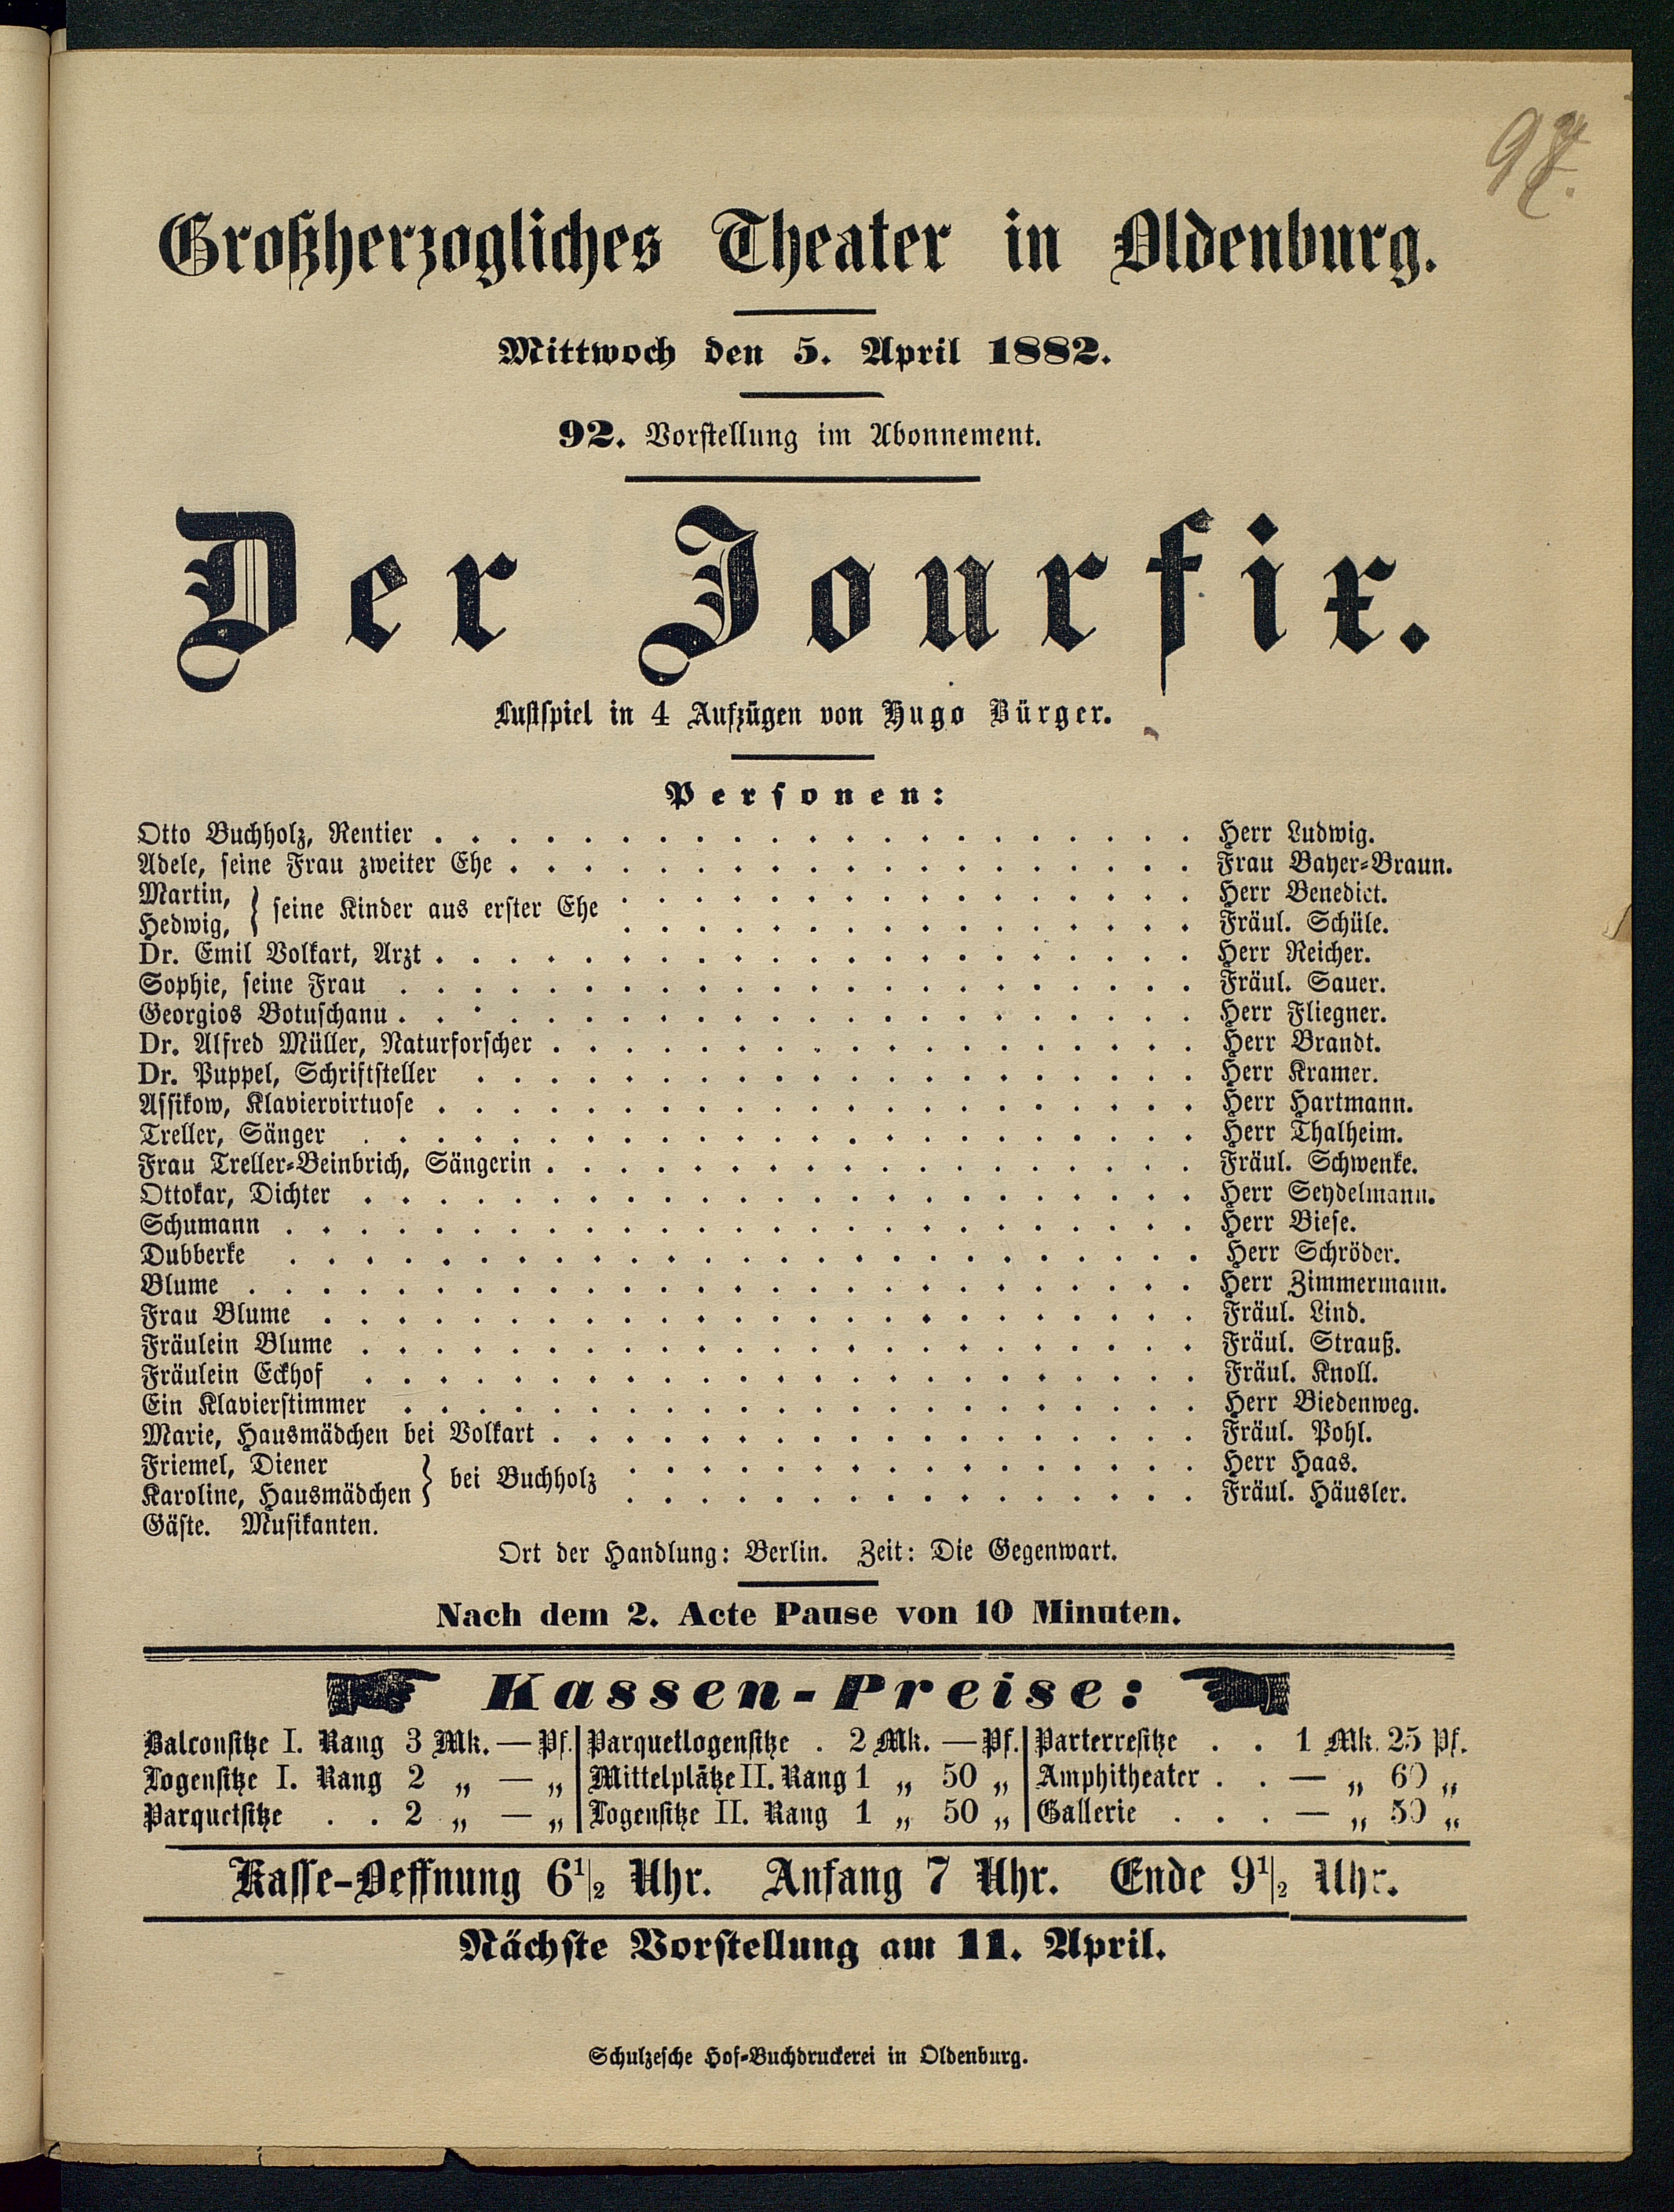 Großherzogliches Theater in Oldenburg.
Mittwoch den 5. April 1882.
92. Vorstellung im Abonnement.
Der Jourfix.
Lustspiel in 4 Aufzügen von Hugo Bürger.
Personen:
Otto Buchholz, Rentier . . . . . Herr Ludwig.
Adele, seine Frau zweiter Ehe . . . . . Frau Bayer-Braun.
Martin, } seine Kinder aus erster Ehe . . . . . Herr Benedict.
Hedwig, } . . . . . Fräul. Schüle.
Dr. Emil Volkart, Arzt . . . . . Herr Reicher.
Sophie, seine Frau . . . . . Fräul. Sauer.
Georgios Botuschanu . . . . . Herr Fliegner.
Dr. Alfred Müller, Naturforscher . . . . . Herr Brandt.
Dr. Puppel, Schriftsteller . . . . . Herr Kramer.
Assikow, Klaviervirtuose . . . . . Herr Hartmann.
Treller, Sänger . . . . . Herr Thalheim.
Frau Treller-Beinbrich, Sängerin . . . . . Fräul. Schwenke.
Ottokar, Dichter . . . . . Herr Seydelmann.
Schumann . . . . . Herr Biese.
Dubberke . . . . . Herr Schröder.
Blume . . . . . Herr Zimmermann.
Frau Blume . . . . . Fräul. Lind.
Fräulein Blume . . . . . Fräul. Strauß.
Fräulein Eckhof . . . . . Fräul. Knoll.
Ein Klavierstimmer . . . . . Herr Biedenweg.
Marie, Hausmädchen bei Volkart . . . . . Fräul. Pohl.
Friemel, Diener } bei Buchholz . . . . . Herr Haas.
Karoline, Hausmädchen } . . . . . Fräul. Häusler.
Gäste. Musikanten.
Ort der Handlung: Berlin. Zeit: Die Gegenwart.
Nach dem 2. Acte Pause von 10 Minuten.
Kassen-Preise:
Balconsitze I. Rang 3 Mk. — Pf. | Parquetlogensitze . 2 Mk. — Pf. | Parterresitze . . 1 Mk. 25 Pf.
Logensitze I. Rang 2 „ — „ | Mittelplätze II. Rang 1 „ 50 „ | Amphitheater . . — „ 60 „
Parquetsitze . . 2 „ — „ | Logensitze II. Rang 1 „ 50 „ | Gallerie . . . — „ 50 „
Kasse-Oeffnung 6½ Uhr. Anfang 7 Uhr. Ende 9½ Uhr.
Nächste Vorstellung am 11. April.
Schulzesche Hof-Buchdruckerei in Oldenburg.